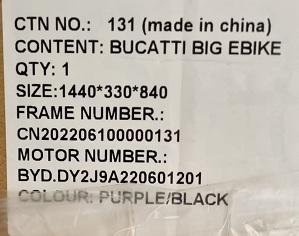 CTN NO.: 131 (made in china)
CONTENT: BUCATTI BIG EBIKE
QTY: 1
SIZE:1440*330*840
FRAME NUMBER.:
CN202206100000131
MOTOR NUMBER.:
BYD.DY2J9A220601201
COLOUR: PURPLE/BLACK